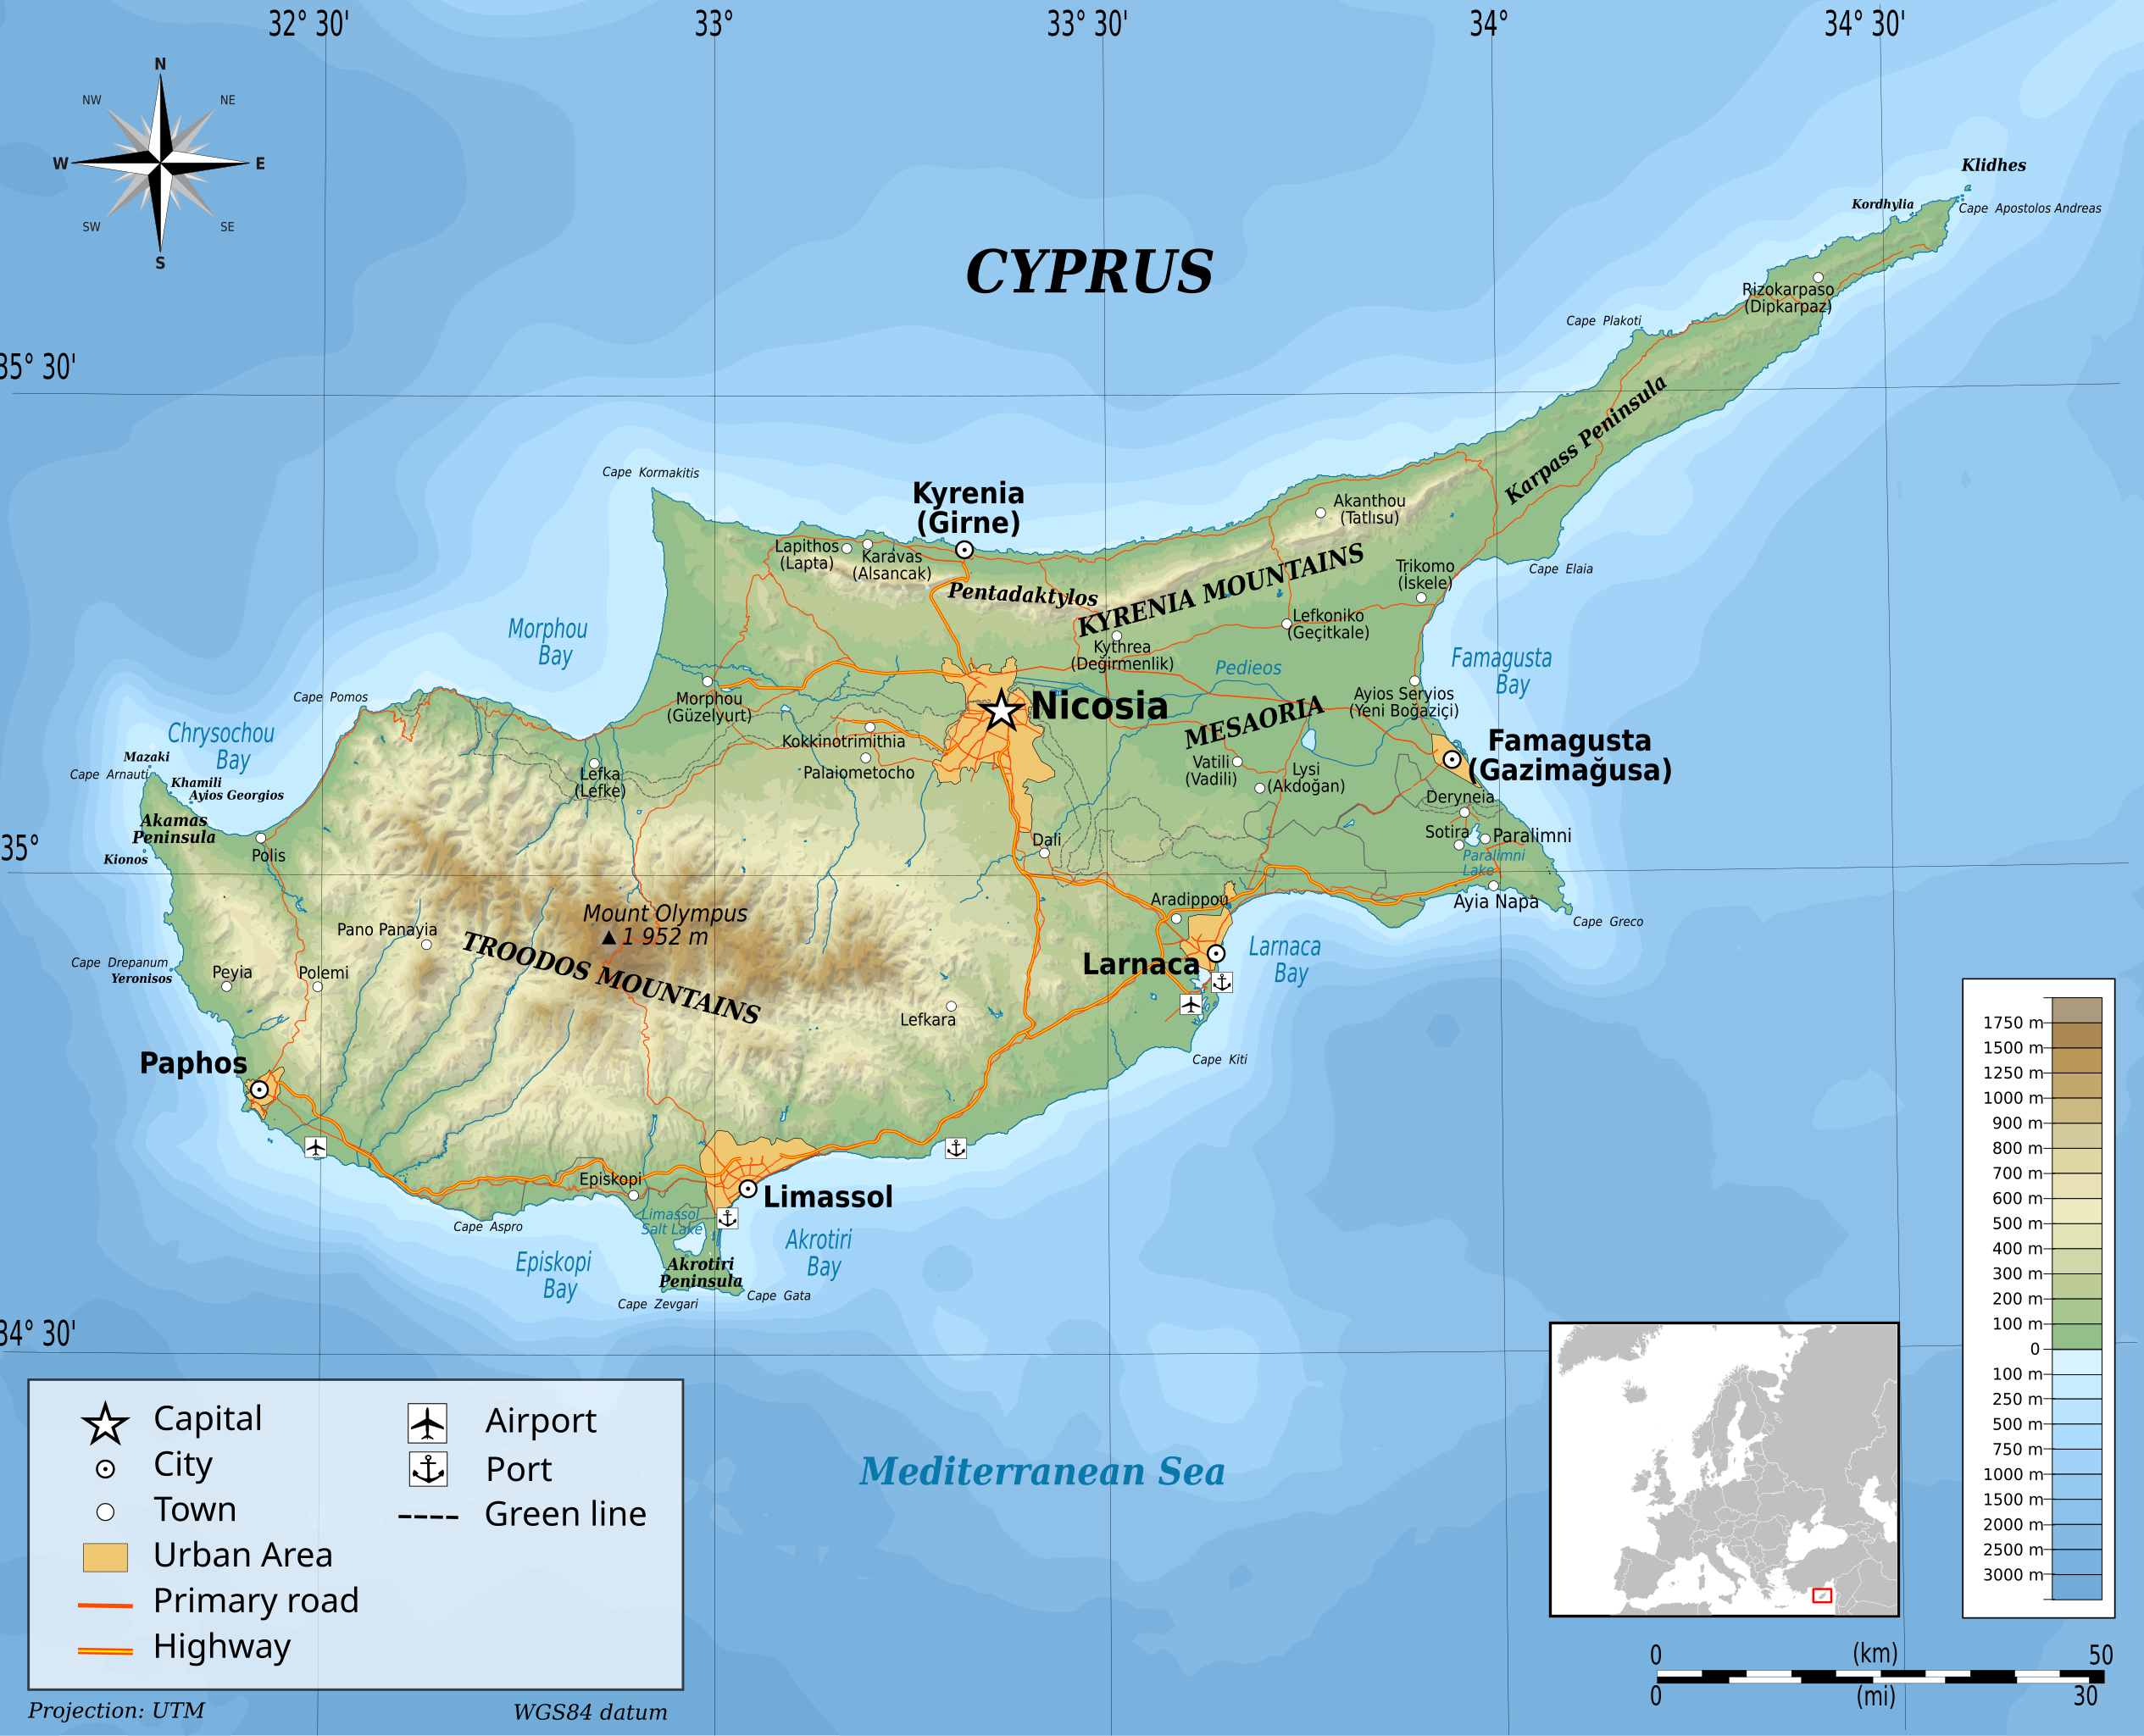 32° 30'
33°
33° 30'
34°
34° 30'
N
NW
NE
W
E
SW
SE
S
Klidhes
Kordhylia
Cape Apostolos Andreas
CYPRUS
Rizokarpaso
(Dipkarpaz)
Cape Plakoti
35° 30'
Karpass Peninsula
Cape Kormakitis
Kyrenia
(Girne)
Akanthou
(Tatlısu)
Lapithos
(Lapta)
Karavas
(Alsancak)
Pentadaktylos
KYRENIA MOUNTAINS
Trikomo
(İskele)
Cape Elaia
Lefkoniko
(Geçitkale)
Kythrea
(Değirmenlik)
Morphou
Bay
Pedieos
Famagusta
Bay
Cape Pomos
Morphou
(Güzelyurt)
Nicosia
Ayios Seryios
(Yeni Boğaziçi)
MESAORIA
Chrysochou
Bay
Kokkinotrimithia
Palaiometocho
Famagusta
(Gazimağusa)
Mazaki
Cape Arnauti
Khamili
Ayios Georgios
Lefka
(Lefke)
Vatili
(Vadili)
Lysi
(Akdoğan)
Deryneia
Akamas
Peninsula
Sotira
Paralimni
Kionos
Polis
Dali
Paralimni
Lake
35°
Aradippou
Ayia Napa
Cape Greco
Mount Olympus
1 952 m
Pano Panayia
TROODOS MOUNTAINS
Larnaca
Larnaca
Bay
Cape Drepanum
Yeronisos
Peyia
Polemi
Lefkara
Cape Kiti
Paphos
Episkopi
Limassol
Limassol
Salt Lake
Cape Aspro
Episkopi
Bay
Akrotiri
Bay
Akrotiri
Peninsula
Cape Zevgari
Cape Gata
34° 30'
Mediterranean Sea
Capital
City
Town
Urban Area
Primary road
Highway
Airport
Port
Green line
Projection: UTM
WGS84 datum
1750 m
1500 m
1250 m
1000 m
900 m
800 m
700 m
600 m
500 m
400 m
300 m
200 m
100 m
0
100 m
250 m
500 m
750 m
1000 m
1500 m
2000 m
2500 m
3000 m
0
(km)
50
0
(mi)
30